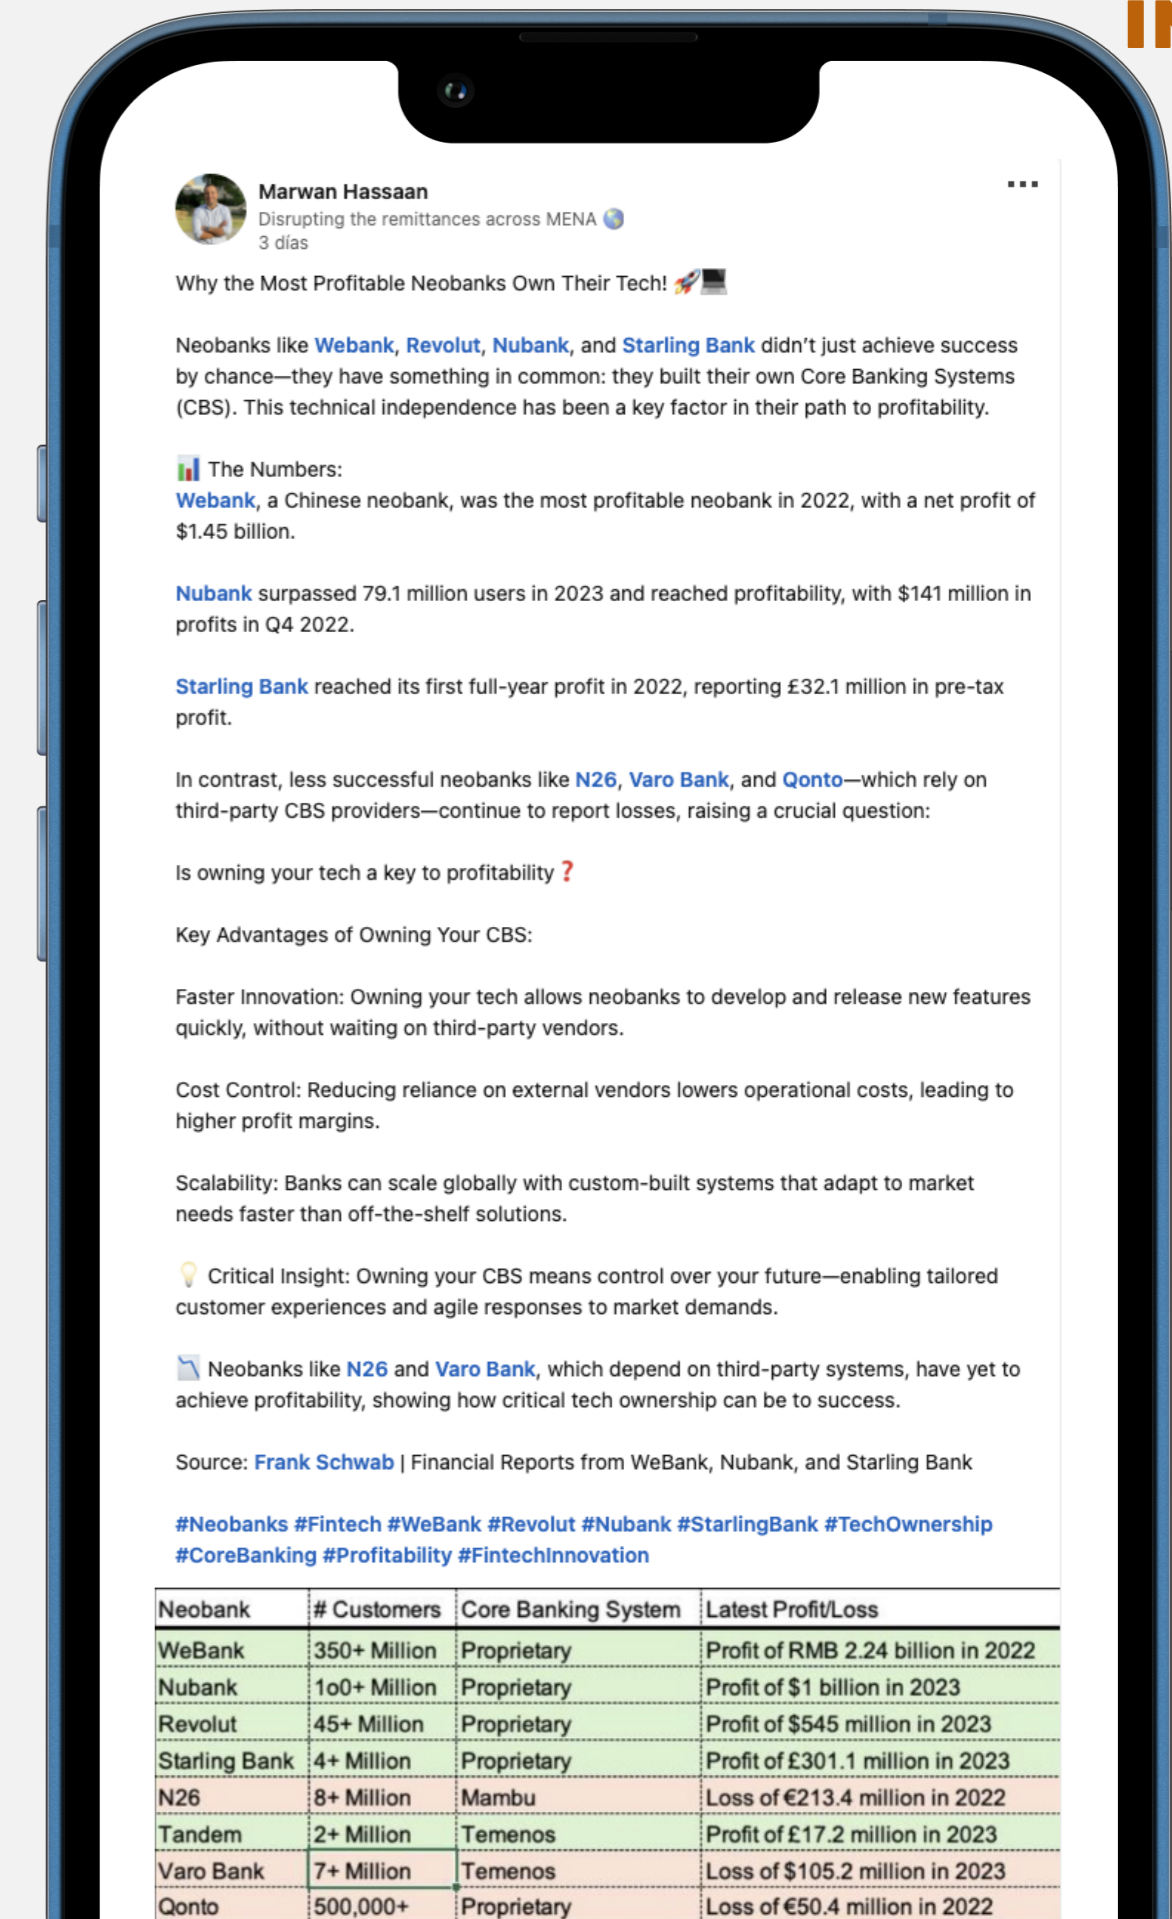 Marwan Hassaan
Disrupting the remittances across MENA
3 días
Why the Most Profitable Neobanks Own Their Tech!
Neobanks like Webank, Revolut, Nubank, and Starling Bank didn't just achieve success
by chance—they have something in common: they built their own Core Banking Systems
(CBS). This technical independence has been a key factor in their path to profitability.
The Numbers:
Webank, a Chinese neobank, was the most profitable neobank in 2022, with a net profit of
$1.45 billion.
Nubank surpassed 79.1 million users in 2023 and reached profitability, with $141 million in
profits in Q4 2022.
Starling Bank reached its first full-year profit in 2022, reporting £32.1 million in pre-tax
profit.
In contrast, less successful neobanks like N26, Varo Bank, and Qonto—which rely on
third-party CBS providers—continue to report losses, raising a crucial question:
Is owning your tech a key to profitability❓
Key Advantages of Owning Your CBS:
Faster Innovation: Owning your tech allows neobanks to develop and release new features
quickly, without waiting on third-party vendors.
Cost Control: Reducing reliance on external vendors lowers operational costs, leading to
higher profit margins.
Scalability: Banks can scale globally with custom-built systems that adapt to market
needs faster than off-the-shelf solutions.
Critical Insight: Owning your CBS means control over your future—enabling tailored
customer experiences and agile responses to market demands.
Neobanks like N26 and Varo Bank, which depend on third-party systems, have yet to
achieve profitability, showing how critical tech ownership can be to success.
Source: Frank Schwab | Financial Reports from WeBank, Nubank, and Starling Bank
#Neobanks #Fintech #WeBank #Revolut #Nubank #StarlingBank #TechOwnership
#CoreBanking #Profitability #FintechInnovation
Neobank # Customers Core Banking System Latest Profit/Loss
WeBank 350+ Million Proprietary Profit of RMB 2.24 billion in 2022
Nubank 1o0+ Million Proprietary Profit of $1 billion in 2023
Revolut 45+ Million Proprietary Profit of $545 million in 2023
Starling Bank 4+ Million Proprietary Profit of £301.1 million in 2023
N26 8+ Million Mambu Loss of €213.4 million in 2022
Tandem 2+ Million Temenos Profit of £17.2 million in 2023
Varo Bank 7+ Million Temenos Loss of $105.2 million in 2023
Qonto 500,000+ Proprietary Loss of €50.4 million in 2022